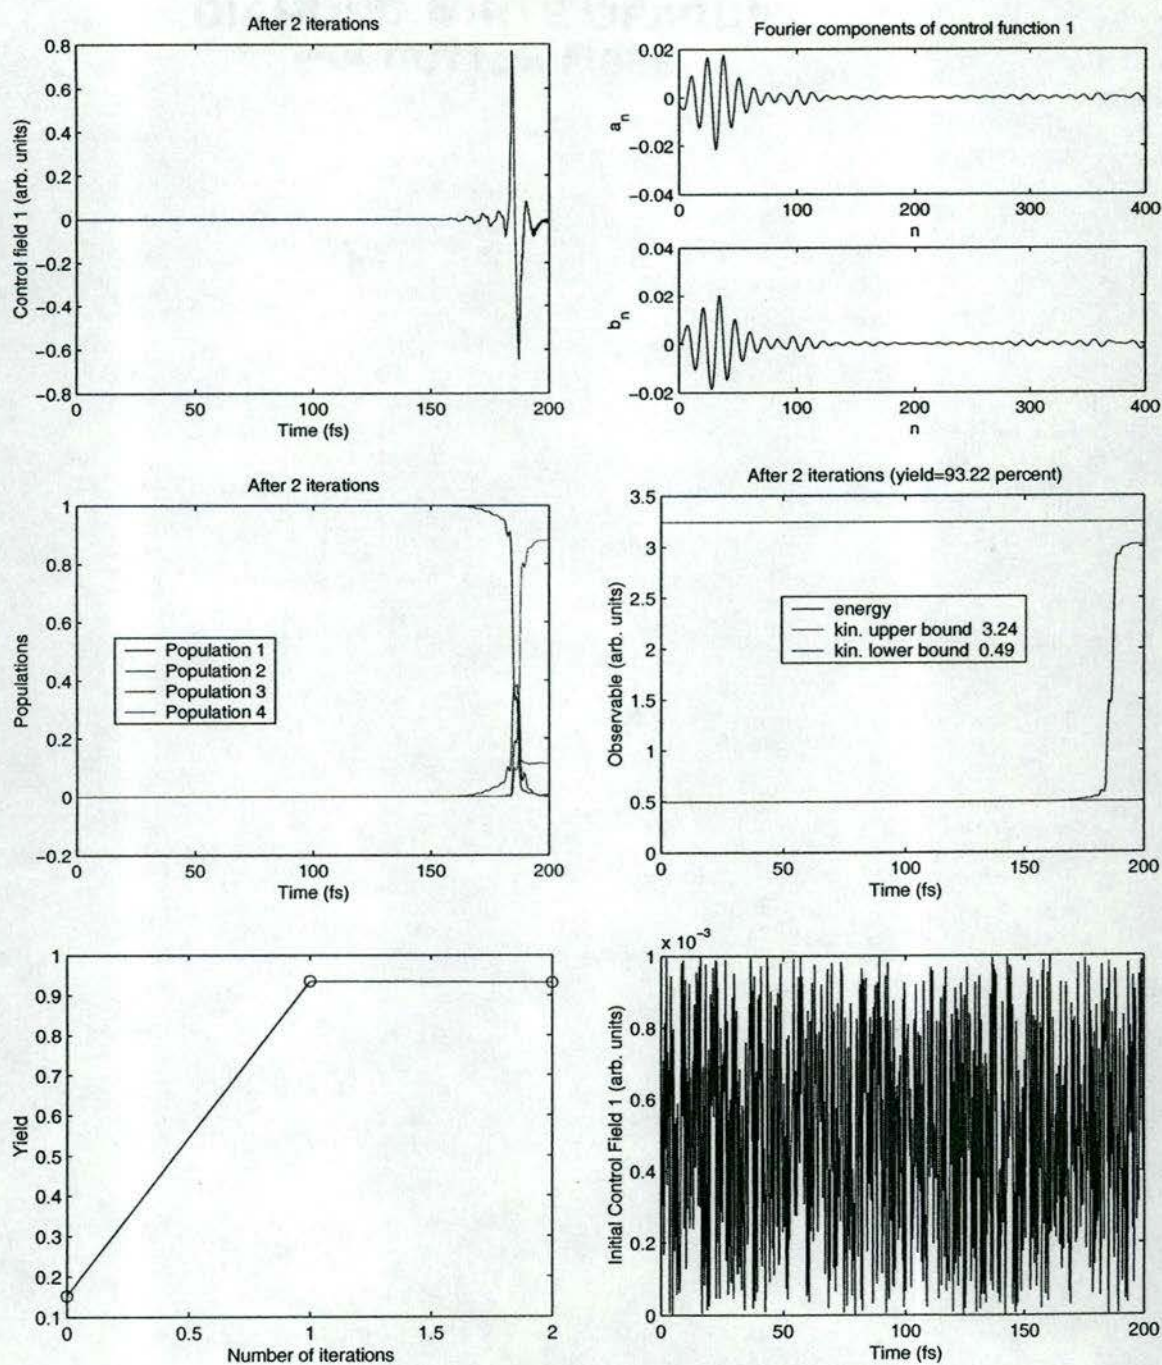 After 2 iterations
0.8
0.6
0.4
0.2
0
−0.2
−0.4
−0.6
−0.8
Control field 1 (arb. units)
0 50 100 150 200
Time (fs)
Fourier components of control function 1
0.02
0
−0.02
−0.04
a_n
0 100 200 300 400
n
0.04
0.02
0
−0.02
b_n
0 100 200 300 400
n
After 2 iterations
1
0.8
0.6
0.4
0.2
0
−0.2
Populations
Population 1
Population 2
Population 3
Population 4
0 50 100 150 200
Time (fs)
After 2 iterations (yield=93.22 percent)
3.5
3
2.5
2
1.5
1
0.5
0
Observable (arb. units)
energy
kin. upper bound 3.24
kin. lower bound 0.49
0 50 100 150 200
Time (fs)
1
0.9
0.8
0.7
0.6
0.5
0.4
0.3
0.2
0.1
Yield
0 0.5 1 1.5 2
Number of iterations
x 10⁻³
1
0.8
0.6
0.4
0.2
0
Initial Control Field 1 (arb. units)
0 50 100 150 200
Time (fs)